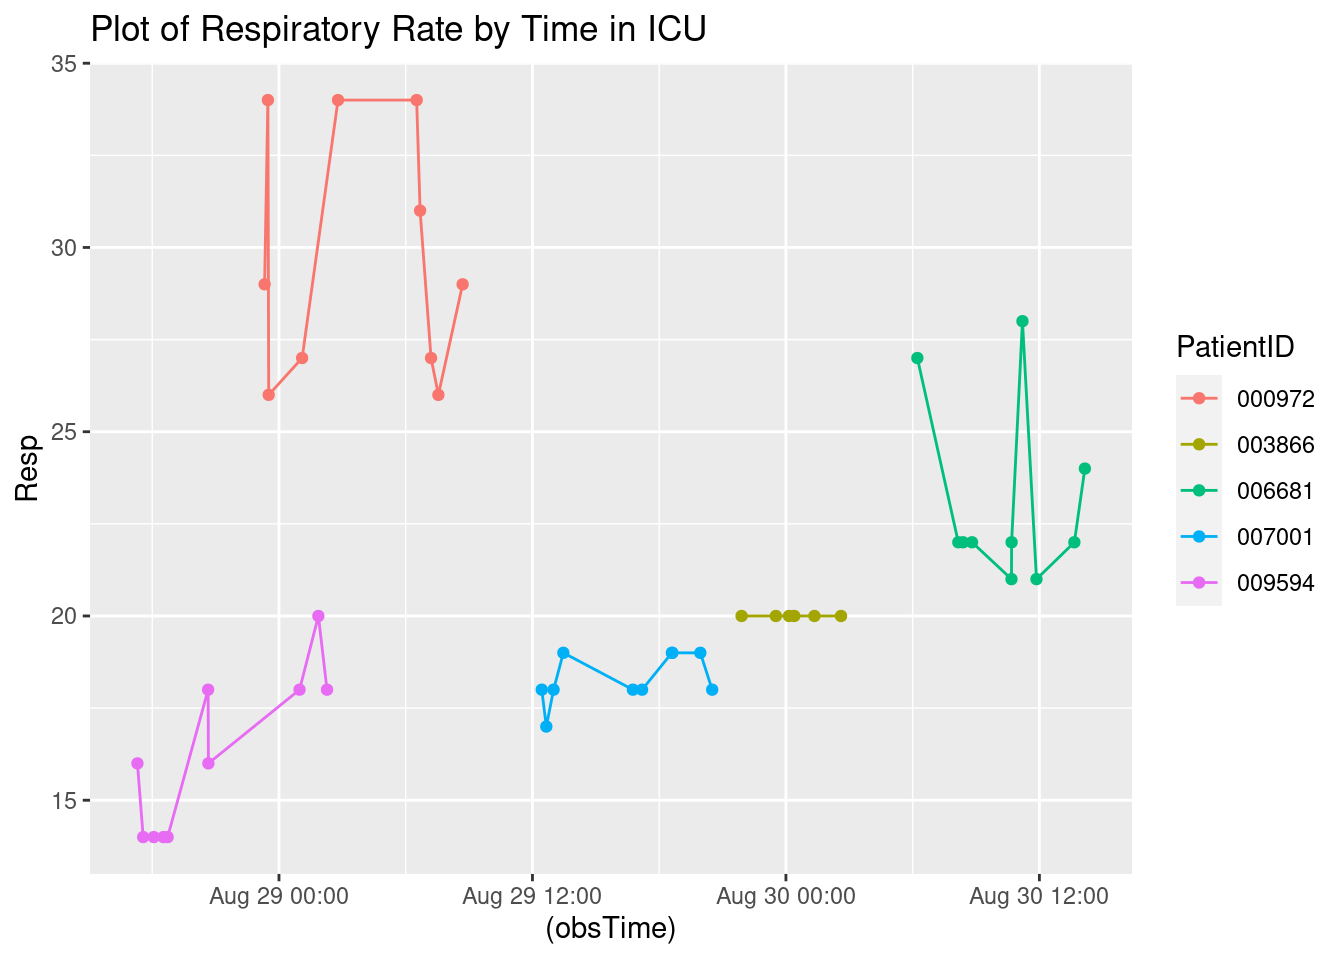 Plot of Respiratory Rate by Time in ICU
35
30
25
20
15
Resp
Aug 29 00:00
Aug 29 12:00
Aug 30 00:00
Aug 30 12:00
(obsTime)
PatientID
000972
003866
006681
007001
009594